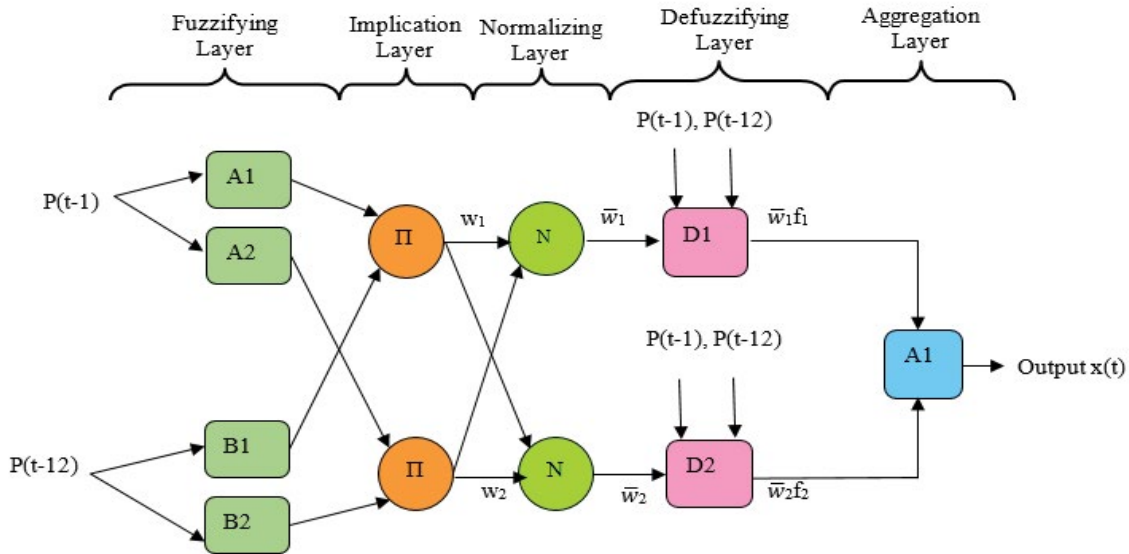 Fuzzifying
Layer
Implication
Layer
Normalizing
Layer
Defuzzifying
Layer
Aggregation
Layer
P(t-1), P(t-12)
A1
P(t-1)
A2
Π
w₁
N
w̅₁
D1
w̅₁f₁
P(t-1), P(t-12)
A1
Output x(t)
B1
P(t-12)
B2
Π
w₂
N
w̅₂
D2
w̅₂f₂